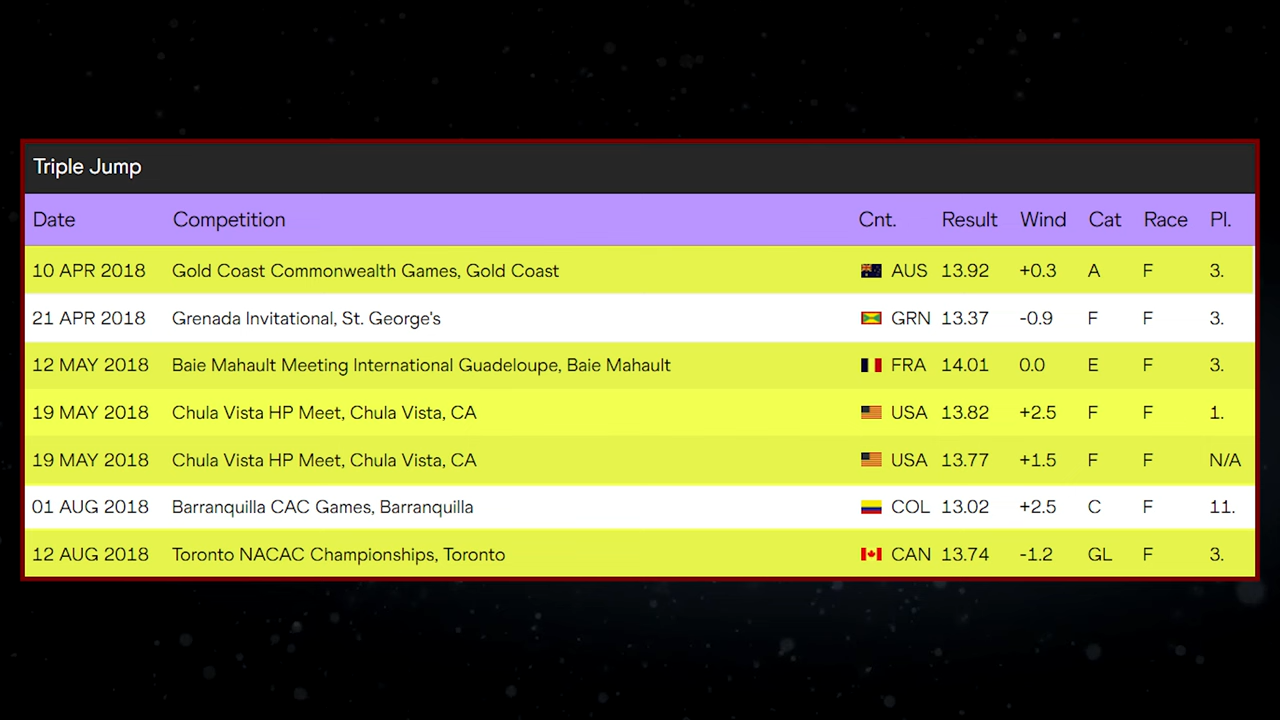 Triple Jump
Date Competition Cnt. Result Wind Cat Race Pl.
10 APR 2018 Gold Coast Commonwealth Games, Gold Coast AUS 13.92 +0.3 A F 3.
21 APR 2018 Grenada Invitational, St. George's GRN 13.37 -0.9 F F 3.
12 MAY 2018 Baie Mahault Meeting International Guadeloupe, Baie Mahault FRA 14.01 0.0 E F 3.
19 MAY 2018 Chula Vista HP Meet, Chula Vista, CA USA 13.82 +2.5 F F 1.
19 MAY 2018 Chula Vista HP Meet, Chula Vista, CA USA 13.77 +1.5 F F N/A
01 AUG 2018 Barranquilla CAC Games, Barranquilla COL 13.02 +2.5 C F 11.
12 AUG 2018 Toronto NACAC Championships, Toronto CAN 13.74 -1.2 GL F 3.